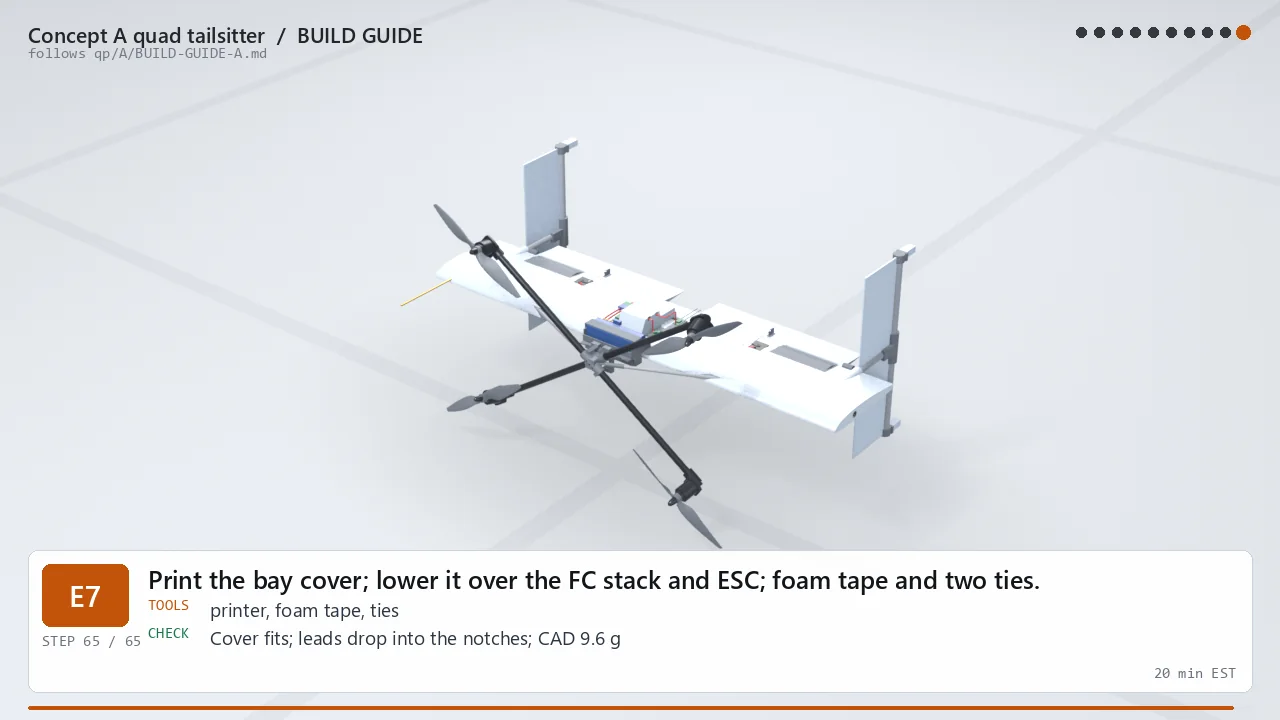 Concept A quad tailsitter / BUILD GUIDE
follows qp/A/BUILD-GUIDE-A.md
E7
Print the bay cover; lower it over the FC stack and ESC; foam tape and two ties.
TOOLS printer, foam tape, ties
STEP 65 / 65
CHECK Cover fits; leads drop into the notches; CAD 9.6 g
20 min EST